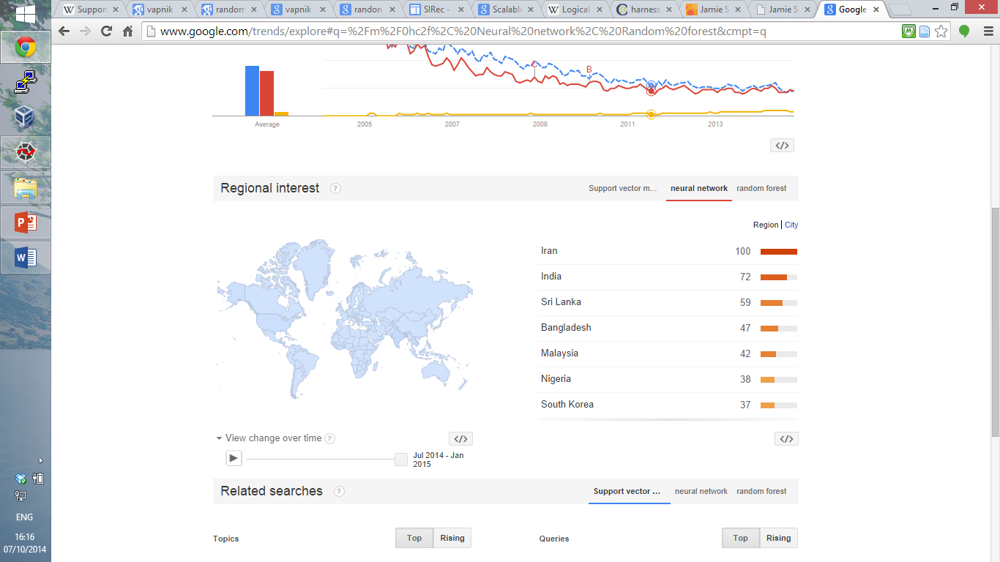 Support
vapnik
random
vapnik
randon
SIRec -
Scalable
Logical
harness
Jamie S
Jamie S
Google
www.google.com/trends/explore#q=%2Fm%2F0hc2f%2C%20Neural%20network%2C%20Random%20forest&cmpt=q
C
B
Average
2005
2007
2009
2011
2013
</>
Regional interest ?
Support vector m...
neural network
random forest
Region | City
Iran 100
India 72
Sri Lanka 59
Bangladesh 47
Malaysia 42
Nigeria 38
South Korea 37
View change over time ?
</>
</>
Jul 2014 - Jan
2015
Related searches ?
Support vector ...
neural network
random forest
Topics
Top
Rising
Queries
Top
Rising
ENG
16:16
07/10/2014